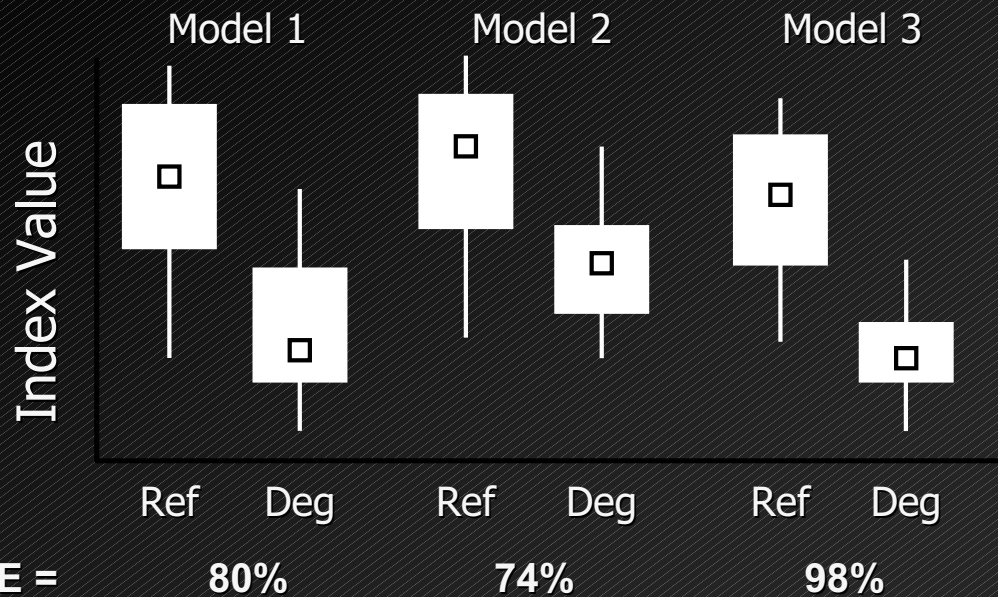 Model 1 Model 2 Model 3
Index Value
Ref Deg Ref Deg Ref Deg
E = 80% 74% 98%